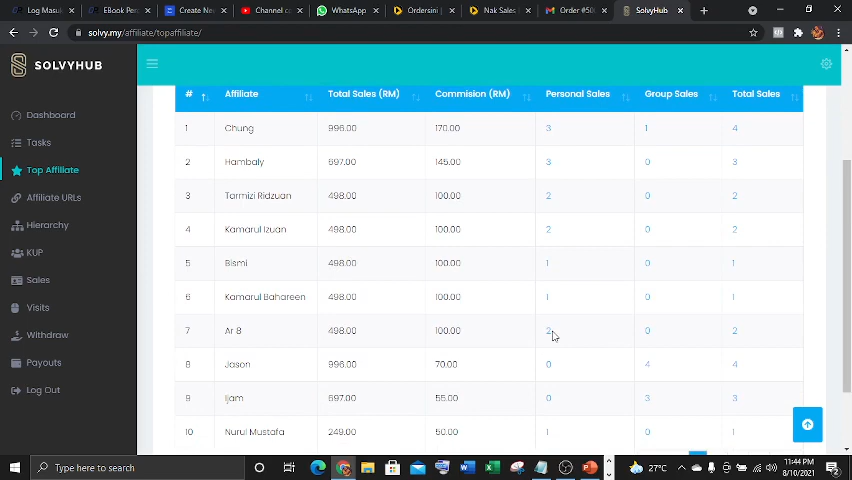 Log Masuk
EBook Per
Create Ne
Channel c
WhatsApp
Ordersini
Nak Sales
Order #50
SolvyHub
solvy.my/affiliate/topaffiliate/
SOLVYHUB
Dashboard
Tasks
Top Affiliate
Affiliate URLs
Hierarchy
KUP
Sales
Visits
Withdraw
Payouts
Log Out
# Affiliate Total Sales (RM) Commision (RM) Personal Sales Group Sales Total Sales
1 Chung 996.00 170.00 3 1 4
2 Hambaly 697.00 145.00 3 0 3
3 Tarmizi Ridzuan 498.00 100.00 2 0 2
4 Kamarul Izuan 498.00 100.00 2 0 2
5 Bismi 498.00 100.00 1 0 1
6 Kamarul Bahareen 498.00 100.00 1 0 1
7 Ar 8 498.00 100.00 2 0 2
8 Jason 996.00 70.00 0 4 4
9 Ijam 697.00 55.00 0 3 3
10 Nurul Mustafa 249.00 50.00 1 0 1
Type here to search
27°C
11:44 PM
8/10/2021
2